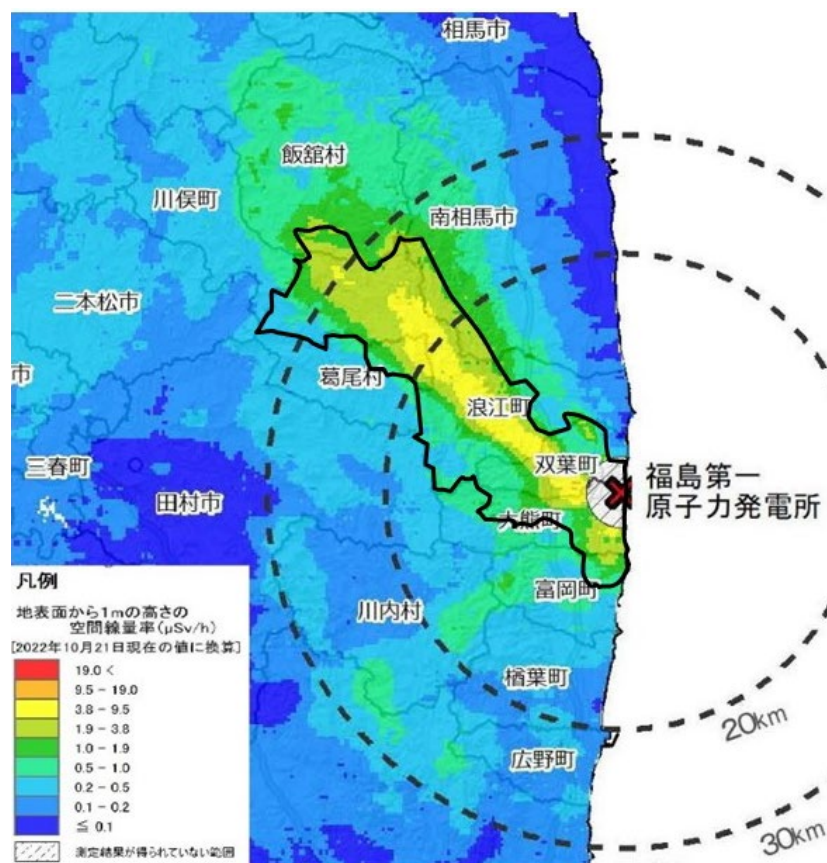 相馬市
飯舘村
川俣町
南相馬市
二本松市
葛尾村
市
浪江町
三春町
双葉町
福島第一
原子力発電所
田村市
大熊町
富岡町
川内村
楢葉町
広野町
20km
30km
凡例
地表面から1mの高さの
空間線量率(μSv/h)
[2022年10月21日現在の値に換算]
19.0 <
9.5 - 19.0
3.8 - 9.5
1.9 - 3.8
1.0 - 1.9
0.5 - 1.0
0.2 - 0.5
0.1 - 0.2
≦ 0.1
測定結果が得られていない範囲